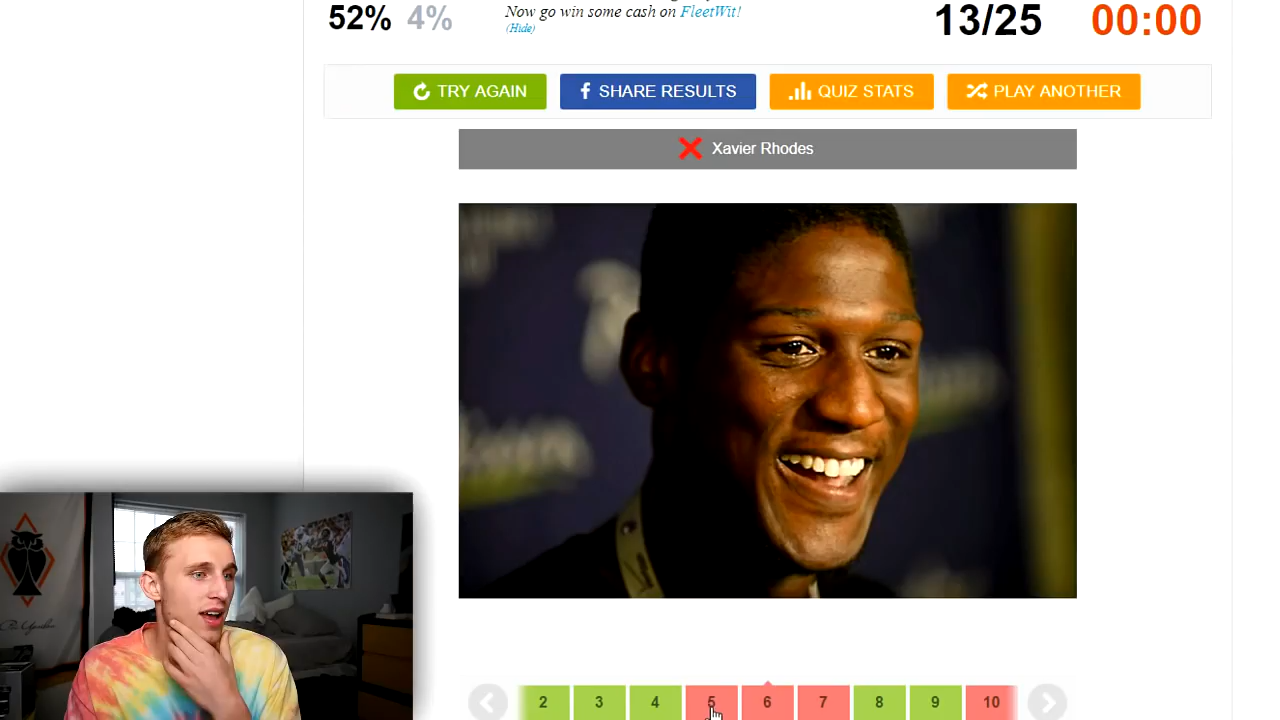 Now go win some cash on FleetWit!
(Hide)
52% 4%
13/25
00:00
TRY AGAIN
SHARE RESULTS
QUIZ STATS
PLAY ANOTHER
Xavier Rhodes
2 3 4 5 6 7 8 9 10